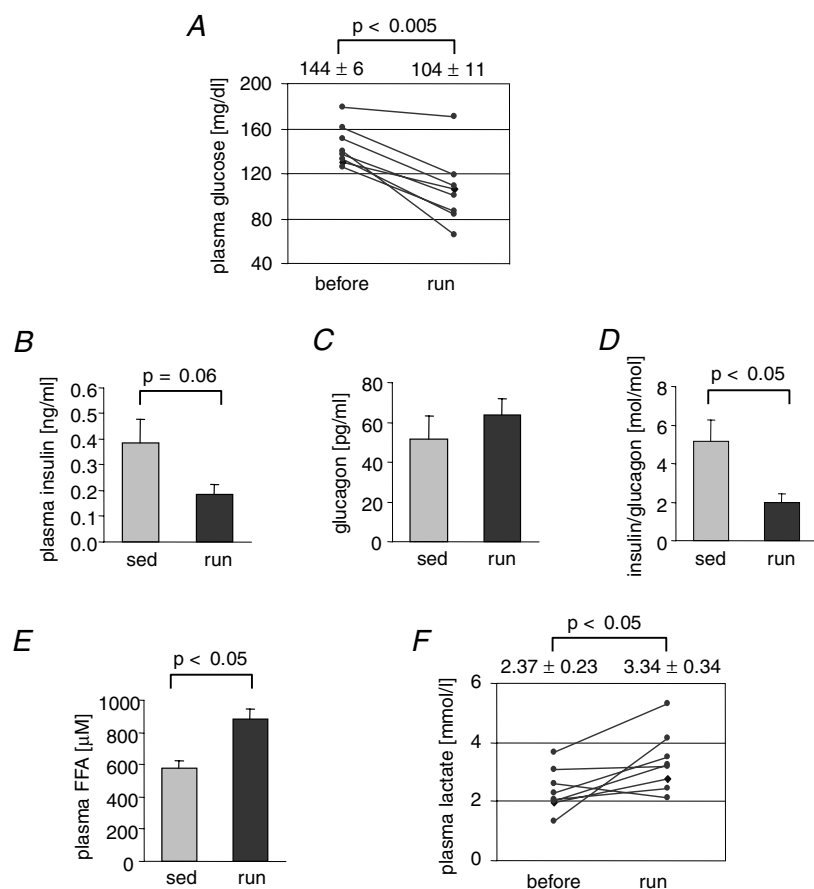 A
p < 0.005
144 ± 6
104 ± 11
plasma glucose [mg/dl]
200
160
120
80
40
before
run
B
p = 0.06
plasma insulin [ng/ml]
0.6
0.5
0.4
0.3
0.2
0.1
0.0
sed
run
C
glucagon [pg/ml]
80
60
40
20
0
sed
run
D
p < 0.05
insulin/glucagon [mol/mol]
8
6
4
2
0
sed
run
E
p < 0.05
plasma FFA [µM]
1000
800
600
400
200
0
sed
run
F
p < 0.05
2.37 ± 0.23
3.34 ± 0.34
plasma lactate [mmol/l]
6
4
2
0
before
run